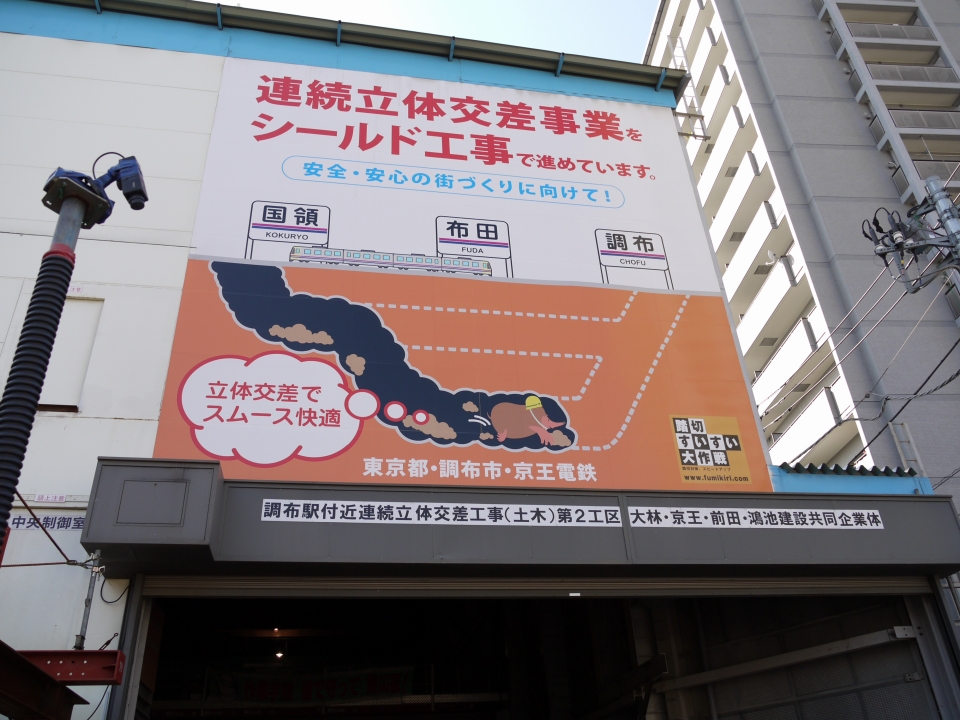 連続立体交差事業を
シールド工事で進めています。
安全・安心の街づくりに向けて!
国領
KOKURYO
布田
FUDA
調布
CHOFU
立体交差で
スムース快適
東京都・調布市・京王電鉄
踏切
すいすい
大作戦
www.fumikiri.com
調布駅付近連続立体交差工事(土木)第2工区 大林・京王・前田・鴻池建設共同企業体
頭上注意
中央制御室